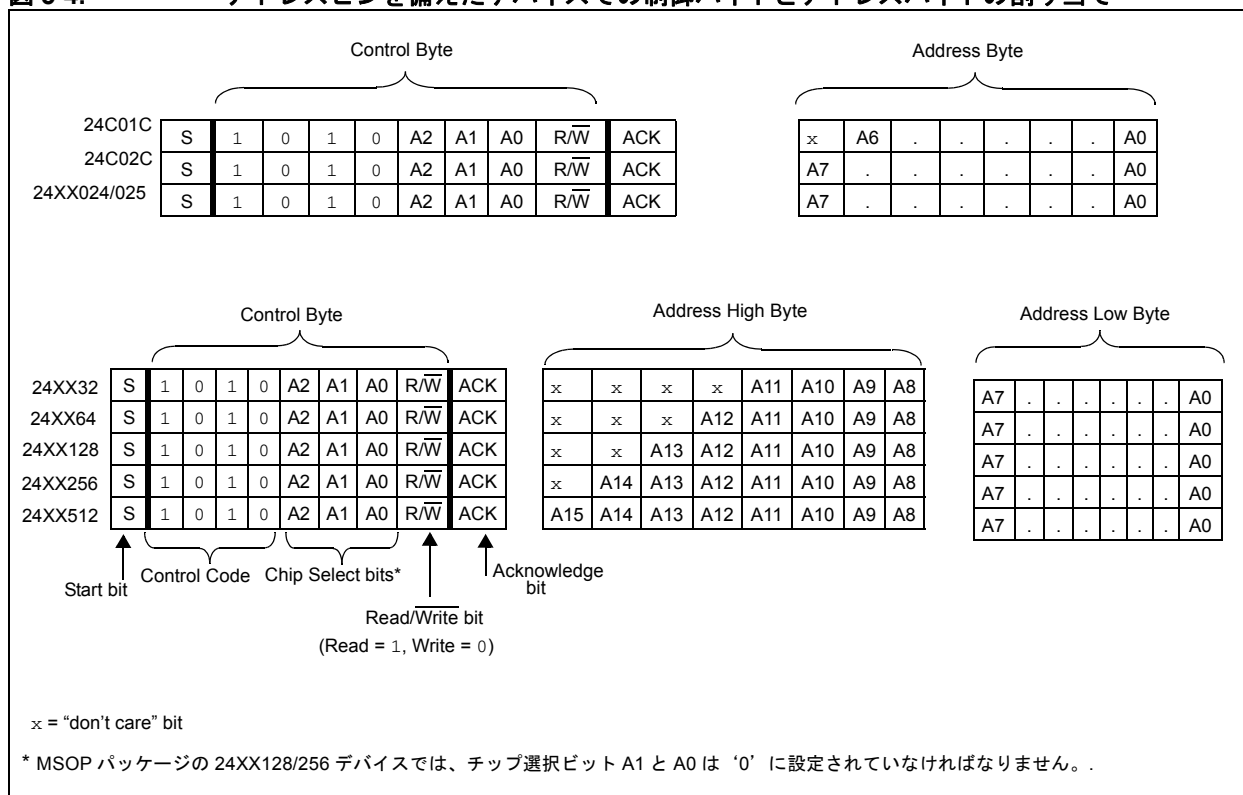 Control Byte Address Byte
24C01C S 1 0 1 0 A2 A1 A0 R/W̅ ACK x A6 . . . . . A0
24C02C S 1 0 1 0 A2 A1 A0 R/W̅ ACK A7 . . . . . . A0
24XX024/025 S 1 0 1 0 A2 A1 A0 R/W̅ ACK A7 . . . . . . A0
Control Byte Address High Byte Address Low Byte
24XX32 S 1 0 1 0 A2 A1 A0 R/W̅ ACK x x x x A11 A10 A9 A8 A7 . . . . . . A0
24XX64 S 1 0 1 0 A2 A1 A0 R/W̅ ACK x x x A12 A11 A10 A9 A8 A7 . . . . . . A0
24XX128 S 1 0 1 0 A2 A1 A0 R/W̅ ACK x x A13 A12 A11 A10 A9 A8 A7 . . . . . . A0
24XX256 S 1 0 1 0 A2 A1 A0 R/W̅ ACK x A14 A13 A12 A11 A10 A9 A8 A7 . . . . . . A0
24XX512 S 1 0 1 0 A2 A1 A0 R/W̅ ACK A15 A14 A13 A12 A11 A10 A9 A8 A7 . . . . . . A0
Start bit
Control Code
Chip Select bits*
Acknowledge
bit
Read/W̅r̅i̅t̅e̅ bit
(Read = 1, Write = 0)
x = “don't care” bit
* MSOP パッケージの 24XX128/256 デバイスでは、チップ選択ビット A1 と A0 は ‘0’ に設定されていなければなりません。.